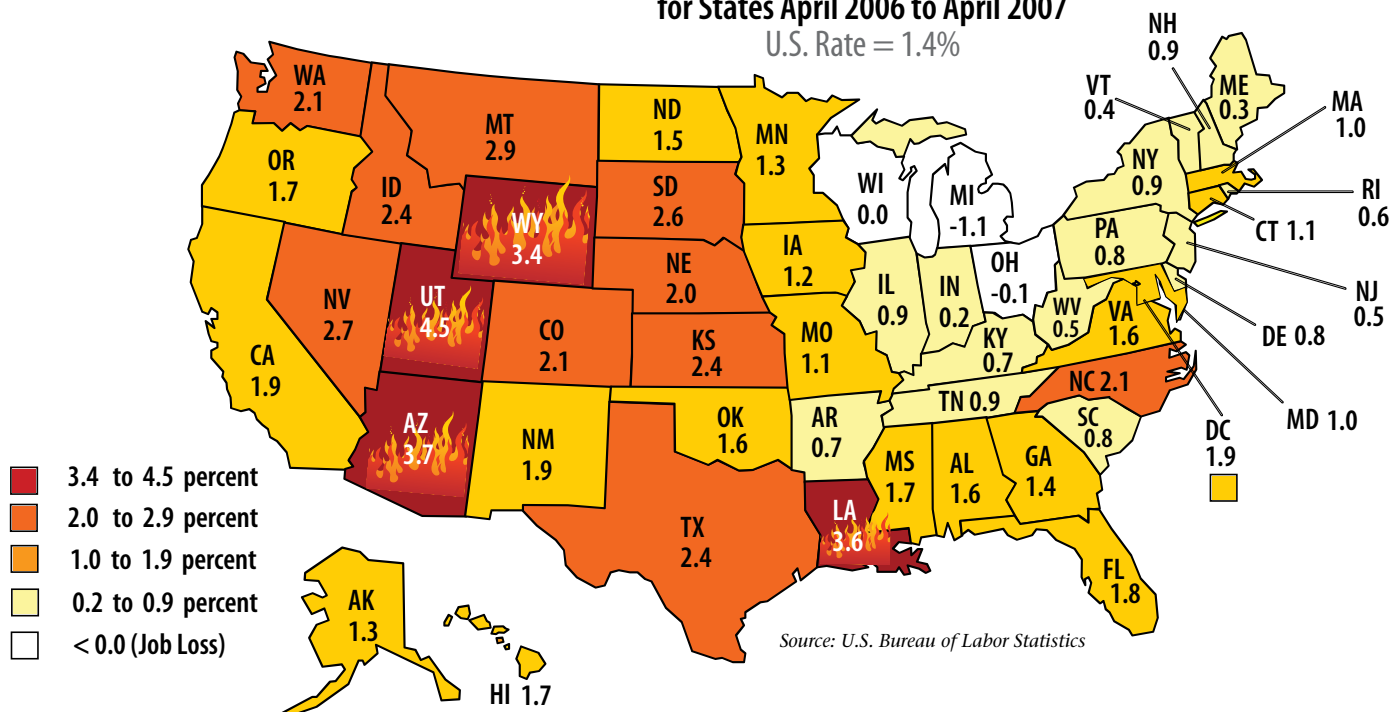 for States April 2006 to April 2007
U.S. Rate = 1.4%
NH
0.9
WA
2.1
MT
2.9
ND
1.5
MN
1.3
VT
0.4
ME
0.3
MA
1.0
OR
1.7
ID
2.4
WY
3.4
SD
2.6
WI
0.0
MI
-1.1
NY
0.9
RI
0.6
CT 1.1
IA
1.2
PA
0.8
NV
2.7
UT
4.5
NE
2.0
IL
0.9
IN
0.2
OH
-0.1
NJ
0.5
CA
1.9
CO
2.1
KS
2.4
MO
1.1
KY
0.7
WV
0.5
VA
1.6
DE 0.8
AZ
3.7
NM
1.9
OK
1.6
AR
0.7
TN 0.9
NC 2.1
SC
0.8
MD 1.0
DC
1.9
TX
2.4
LA
3.6
MS
1.7
AL
1.6
GA
1.4
FL
1.8
3.4 to 4.5 percent
2.0 to 2.9 percent
1.0 to 1.9 percent
0.2 to 0.9 percent
< 0.0 (Job Loss)
AK
1.3
HI 1.7
Source: U.S. Bureau of Labor Statistics